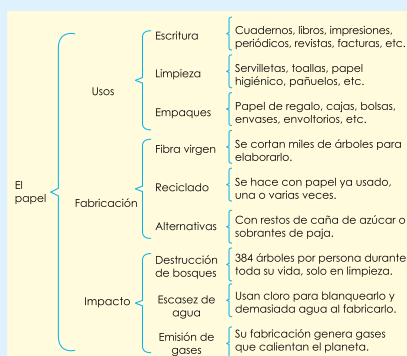 El
papel
Usos
Escritura
Cuadernos, libros, impresiones,
periódicos, revistas, facturas, etc.
Limpieza
Servilletas, toallas, papel
higiénico, pañuelos, etc.
Empaques
Papel de regalo, cajas, bolsas,
envases, envoltorios, etc.
Fabricación
Fibra virgen
Se cortan miles de árboles para
elaborarlo.
Reciclado
Se hace con papel ya usado,
una o varias veces.
Alternativas
Con restos de caña de azúcar o
sobrantes de paja.
Impacto
Destrucción
de bosques
384 árboles por persona durante
toda su vida, solo en limpieza.
Escasez de
agua
Usan cloro para blanquearlo y
demasiada agua al fabricarlo.
Emisión de
gases
Su fabricación genera gases
que calientan el planeta.